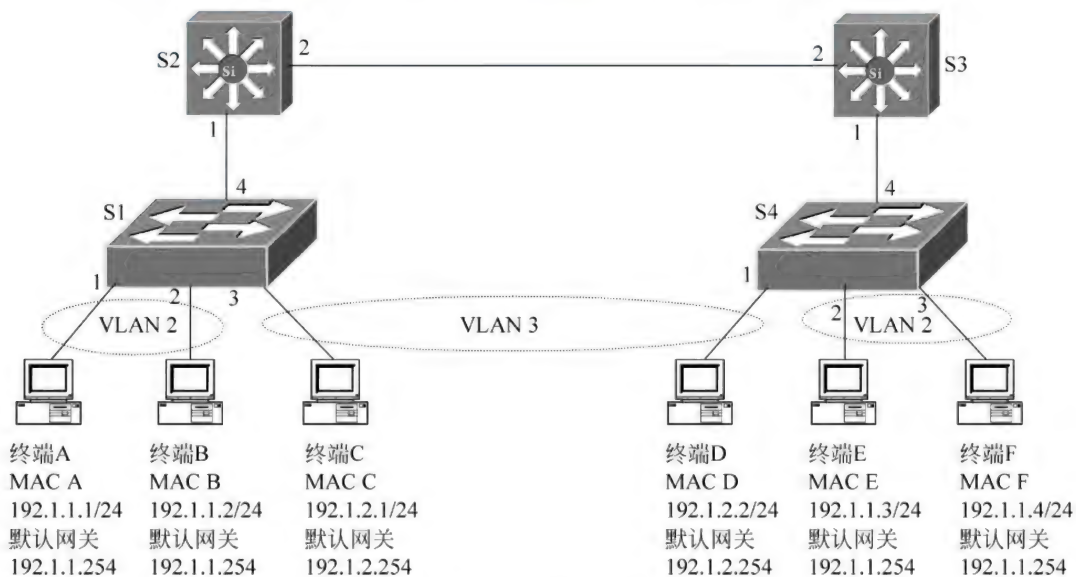 S2
Si
2
2
Si
S3
1
1
4
4
S1
S4
1
2
3
1
2
3
VLAN 2
VLAN 3
VLAN 2
终端A
MAC A
192.1.1.1/24
默认网关
192.1.1.254
终端B
MAC B
192.1.1.2/24
默认网关
192.1.1.254
终端C
MAC C
192.1.2.1/24
默认网关
192.1.2.254
终端D
MAC D
192.1.2.2/24
默认网关
192.1.2.254
终端E
MAC E
192.1.1.3/24
默认网关
192.1.1.254
终端F
MAC F
192.1.1.4/24
默认网关
192.1.1.254